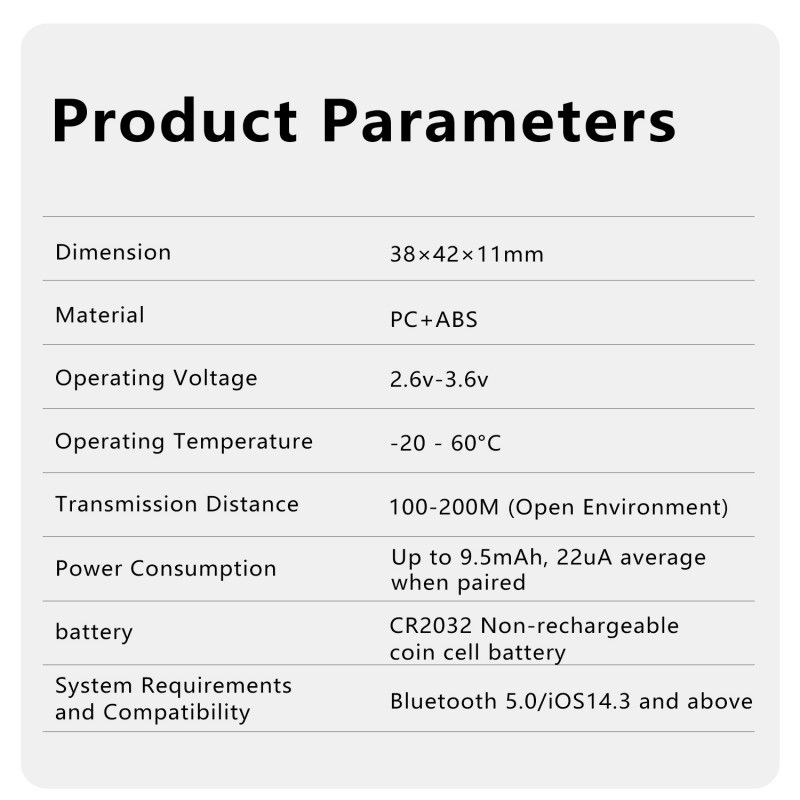 Product Parameters
Dimension 38×42×11mm
Material PC+ABS
Operating Voltage 2.6v-3.6v
Operating Temperature -20 - 60°C
Transmission Distance 100-200M (Open Environment)
Power Consumption
Up to 9.5mAh, 22uA average
when paired
battery
CR2032 Non-rechargeable
coin cell battery
System Requirements
and Compatibility
Bluetooth 5.0/iOS14.3 and above